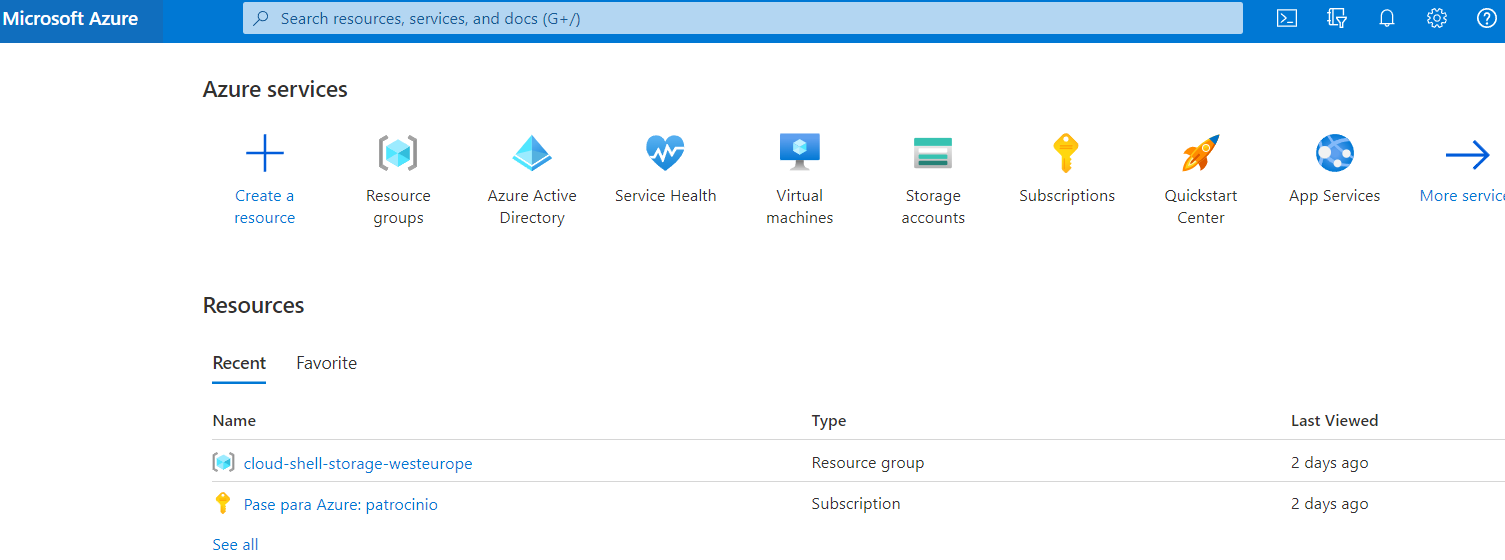 Microsoft Azure
Search resources, services, and docs (G+/)
Azure services
Create a
resource
Resource
groups
Azure Active
Directory
Service Health
Virtual
machines
Storage
accounts
Subscriptions
Quickstart
Center
App Services
More service
Resources
Recent
Favorite
Name
Type
Last Viewed
cloud-shell-storage-westeurope
Resource group
2 days ago
Pase para Azure: patrocinio
Subscription
2 days ago
See all